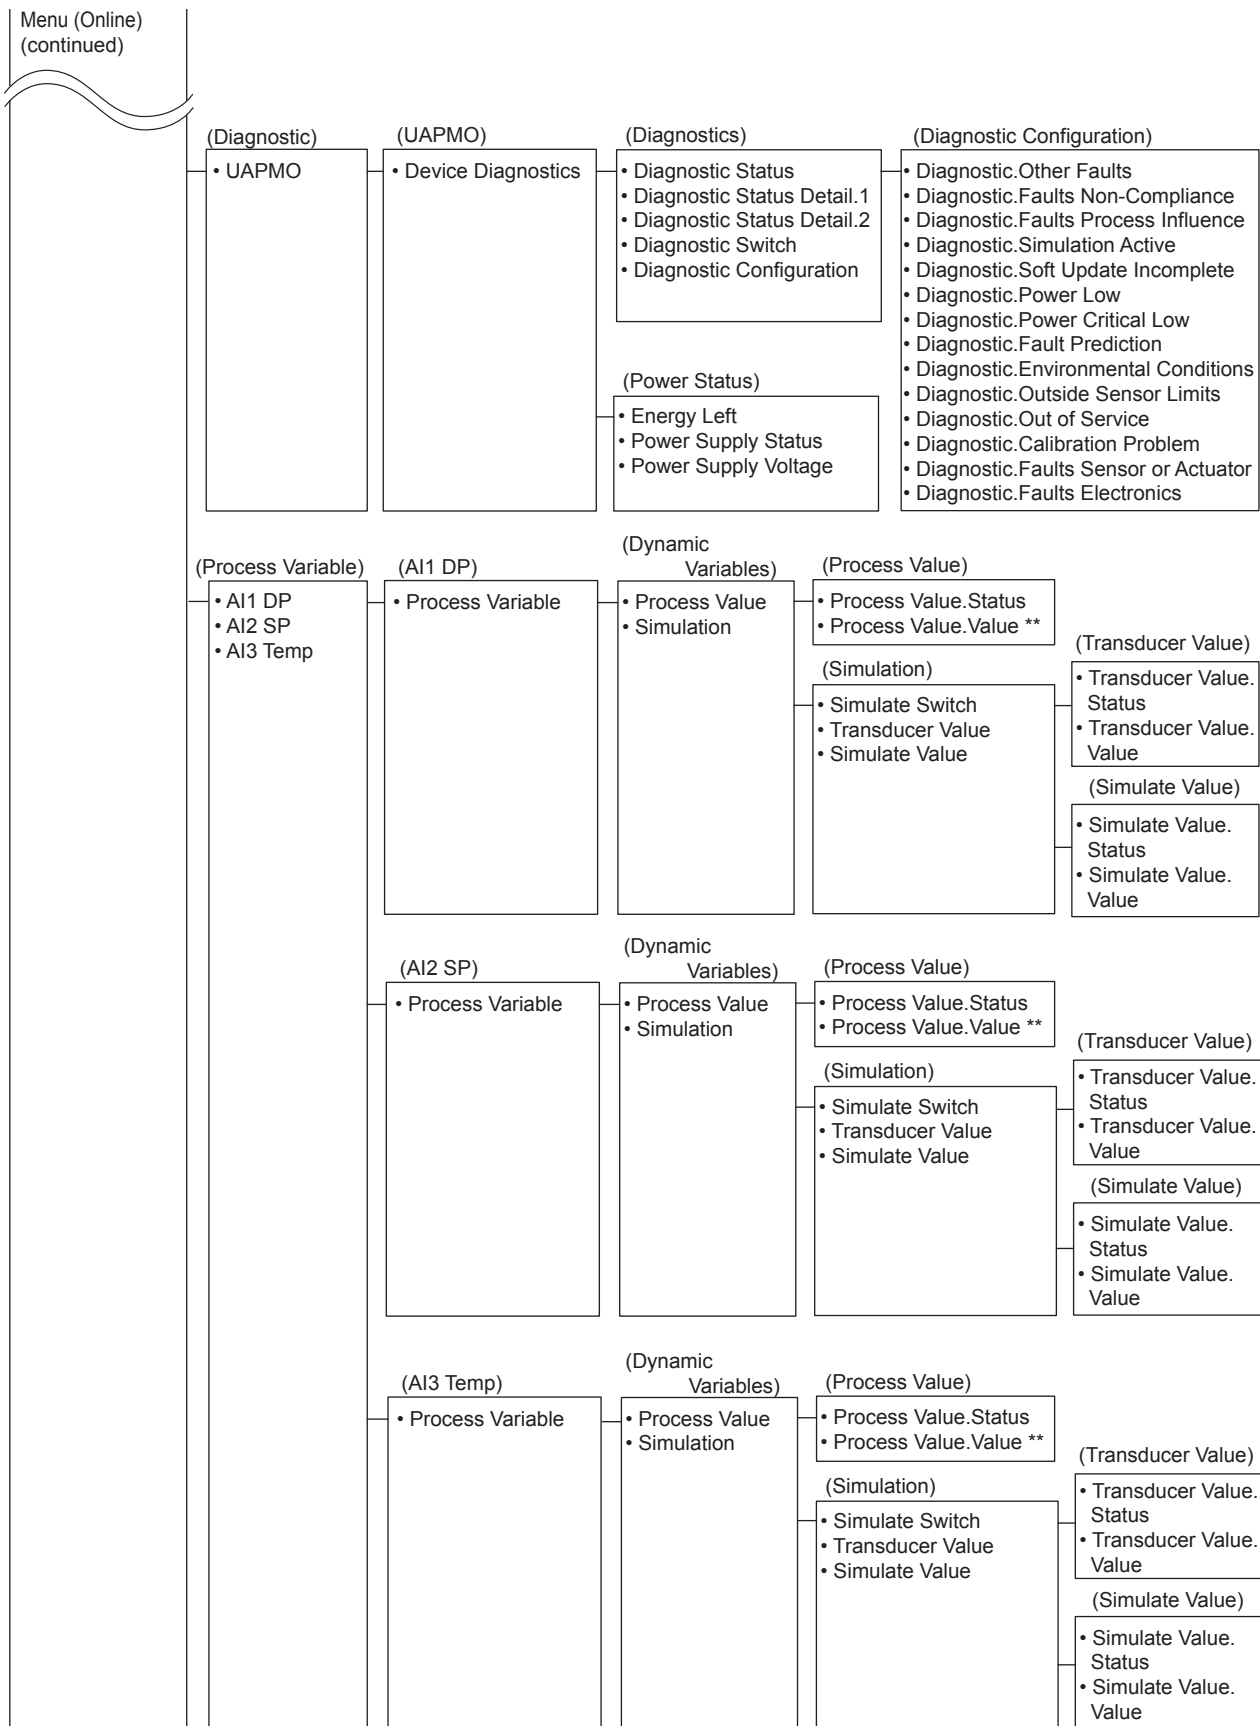 Menu (Online)
(continued)
(Diagnostic)
• UAPMO
(UAPMO)
• Device Diagnostics
(Diagnostics)
• Diagnostic Status
• Diagnostic Status Detail.1
• Diagnostic Status Detail.2
• Diagnostic Switch
• Diagnostic Configuration
(Diagnostic Configuration)
• Diagnostic.Other Faults
• Diagnostic.Faults Non-Compliance
• Diagnostic.Faults Process Influence
• Diagnostic.Simulation Active
• Diagnostic.Soft Update Incomplete
• Diagnostic.Power Low
• Diagnostic.Power Critical Low
• Diagnostic.Fault Prediction
• Diagnostic.Environmental Conditions
• Diagnostic.Outside Sensor Limits
• Diagnostic.Out of Service
• Diagnostic.Calibration Problem
• Diagnostic.Faults Sensor or Actuator
• Diagnostic.Faults Electronics
(Power Status)
• Energy Left
• Power Supply Status
• Power Supply Voltage
(Process Variable)
• AI1 DP
• AI2 SP
• AI3 Temp
(AI1 DP)
• Process Variable
(Dynamic
Variables)
• Process Value
• Simulation
(Process Value)
• Process Value.Status
• Process Value.Value **
(Simulation)
• Simulate Switch
• Transducer Value
• Simulate Value
(Transducer Value)
• Transducer Value.
Status
• Transducer Value.
Value
(Simulate Value)
• Simulate Value.
Status
• Simulate Value.
Value
(AI2 SP)
• Process Variable
(Dynamic
Variables)
• Process Value
• Simulation
(Process Value)
• Process Value.Status
• Process Value.Value **
(Simulation)
• Simulate Switch
• Transducer Value
• Simulate Value
(Transducer Value)
• Transducer Value.
Status
• Transducer Value.
Value
(Simulate Value)
• Simulate Value.
Status
• Simulate Value.
Value
(AI3 Temp)
• Process Variable
(Dynamic
Variables)
• Process Value
• Simulation
(Process Value)
• Process Value.Status
• Process Value.Value **
(Simulation)
• Simulate Switch
• Transducer Value
• Simulate Value
(Transducer Value)
• Transducer Value.
Status
• Transducer Value.
Value
(Simulate Value)
• Simulate Value.
Status
• Simulate Value.
Value